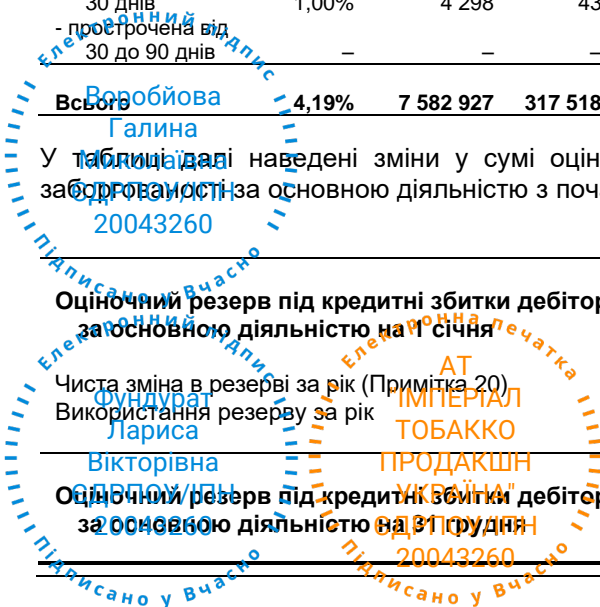 30 днів 1,00% 4 298 43
- прострочена від
30 до 90 днів – – –
Всього 4,19% 7 582 927 317 518
У таблиці далі наведені зміни у сумі оцін
заборгованості за основною діяльністю з поч
Оціночний резерв під кредитні збитки дебітор
за основною діяльністю на 1 січня
Чиста зміна в резерві за рік (Примітка 20)
Використання резерву за рік
Оціночний резерв під кредитні збитки дебітор
за основною діяльністю на 31 грудня
Електронний підпис
Воробйова
Галина
Миколаївна
ЄДРПОУ/ІПН
20043260
Підписано у Вчасно
Електронний підпис
Фундурат
Лариса
Вікторівна
ЄДРПОУ/ІПН
20043260
Підписано у Вчасно
Електронна печатка
АТ
"ІМПЕРІАЛ
ТОБАККО
ПРОДАКШН
УКРАЇНА"
ЄДРПОУ/ІПН
20043260
Підписано у Вчасно